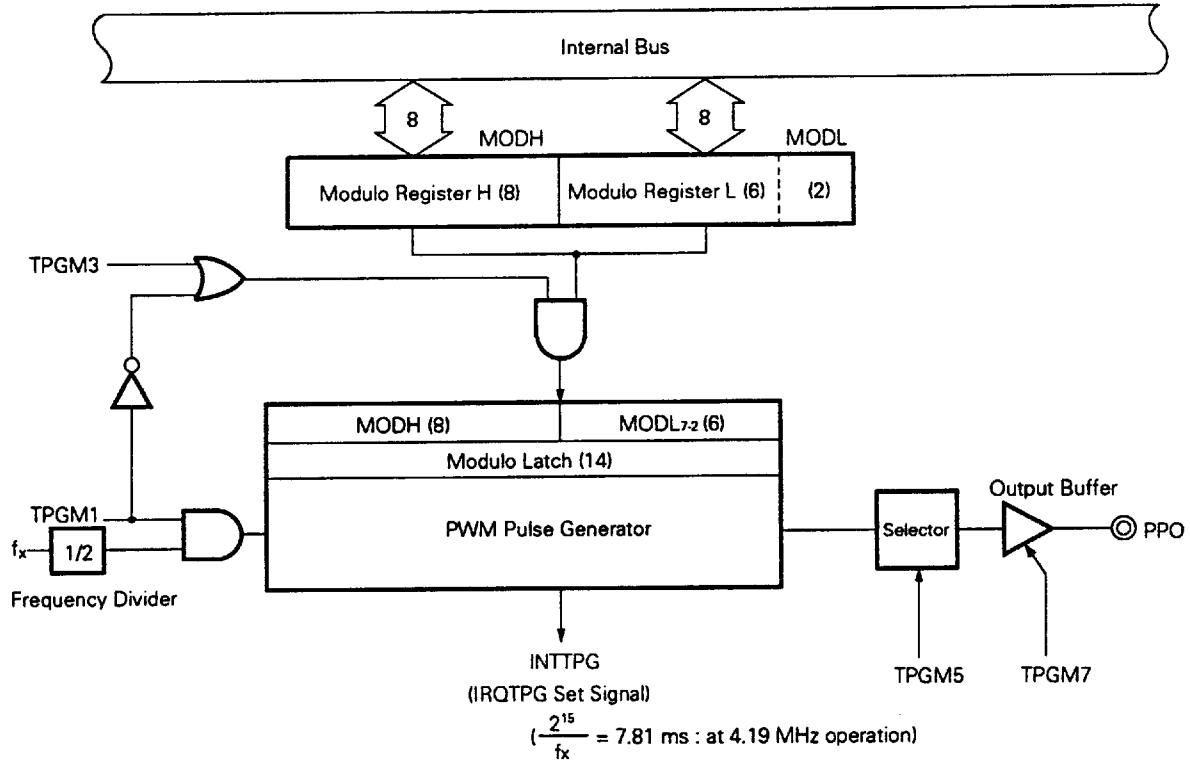 Internal Bus
8
8
MODH
MODL
Modulo Register H (8)
Modulo Register L (6)
(2)
TPGM3
MODH (8)
MODL7-2 (6)
Modulo Latch (14)
PWM Pulse Generator
TPGM1
fx
1/2
Frequency Divider
Selector
Output Buffer
PPO
INTTPG
(IRQTPG Set Signal)
TPGM5
TPGM7
(2¹⁵/fx = 7.81 ms : at 4.19 MHz operation)